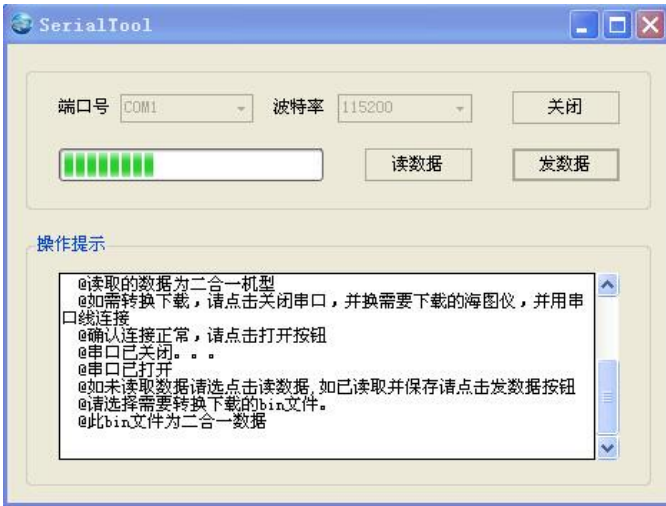 SerialTool
端口号 COM1 波特率 115200 关闭
读数据 发数据
操作提示
@读取的数据为二合一机型
@如需转换下载，请点击关闭串口，并换需要下载的海图仪，并用串
口线连接
@确认连接正常，请点击打开按钮
@串口已关闭。。。
@串口已打开
@如未读取数据请选点击读数据,如已读取并保存请点击发数据按钮
@请选择需要转换下载的bin文件。
@此bin文件为二合一数据